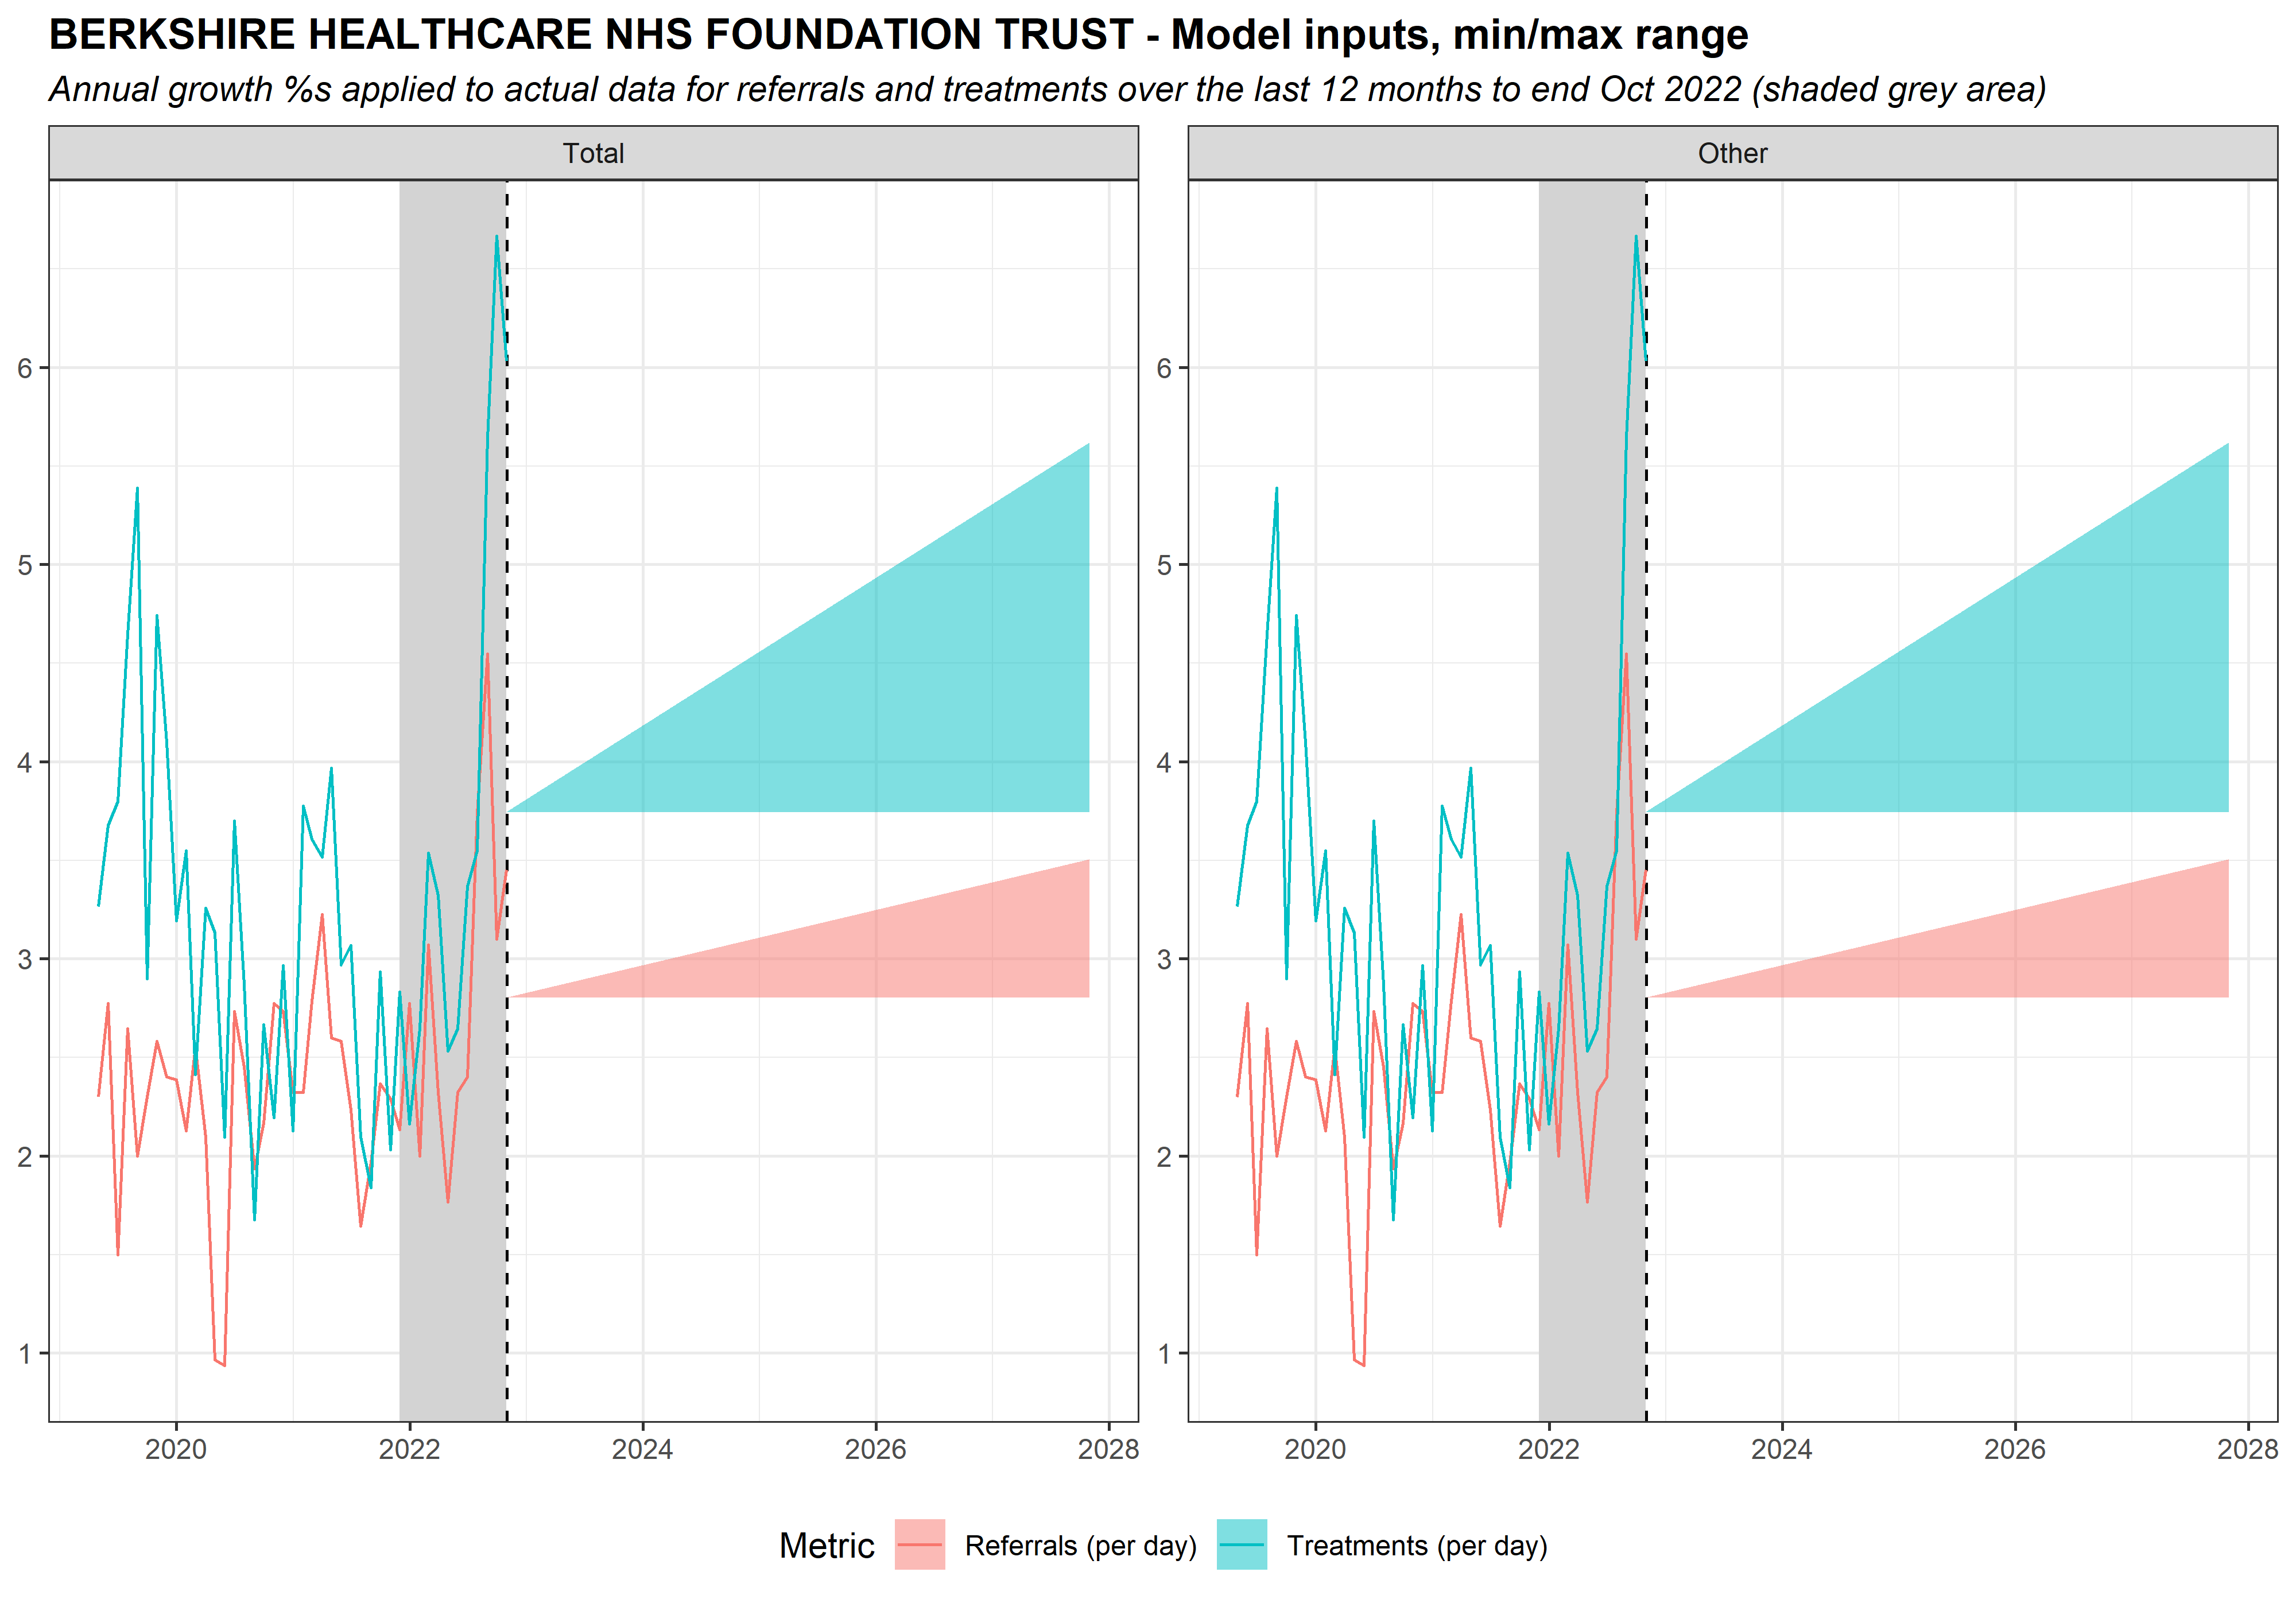 BERKSHIRE HEALTHCARE NHS FOUNDATION TRUST - Model inputs, min/max range
Annual growth %s applied to actual data for referrals and treatments over the last 12 months to end Oct 2022 (shaded grey area)
Total
Other
6
5
4
3
2
1
6
5
4
3
2
1
2020 2022 2024 2026 2028
2020 2022 2024 2026 2028
Metric Referrals (per day) Treatments (per day)